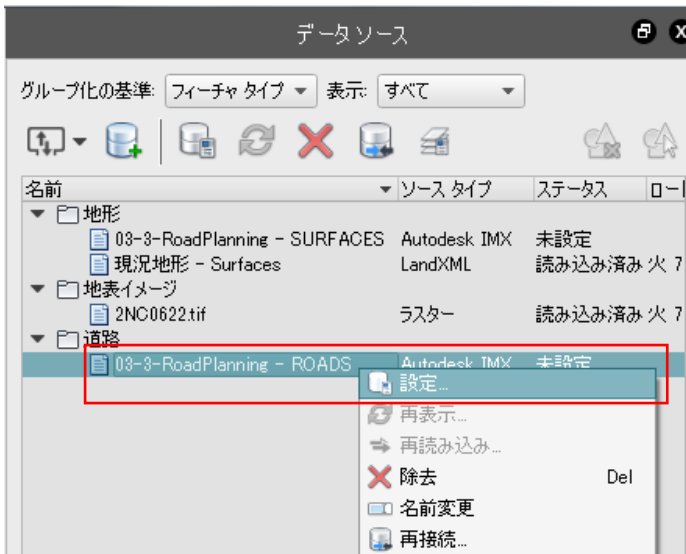 データ ソース
グループ化の基準: フィーチャ タイプ 表示: すべて
名前 ソース タイプ ステータス
地形
03-3-RoadPlanning - SURFACES Autodesk IMX 未設定
現況地形 - Surfaces LandXML 読み込み済み 火 7
地表イメージ
2NC0622.tif ラスター 読み込み済み 火 7
道路
03-3-RoadPlanning - ROADS Autodesk IMX 未設定
設定...
再表示...
再読み込み...
除去 Del
名前変更
再接続...